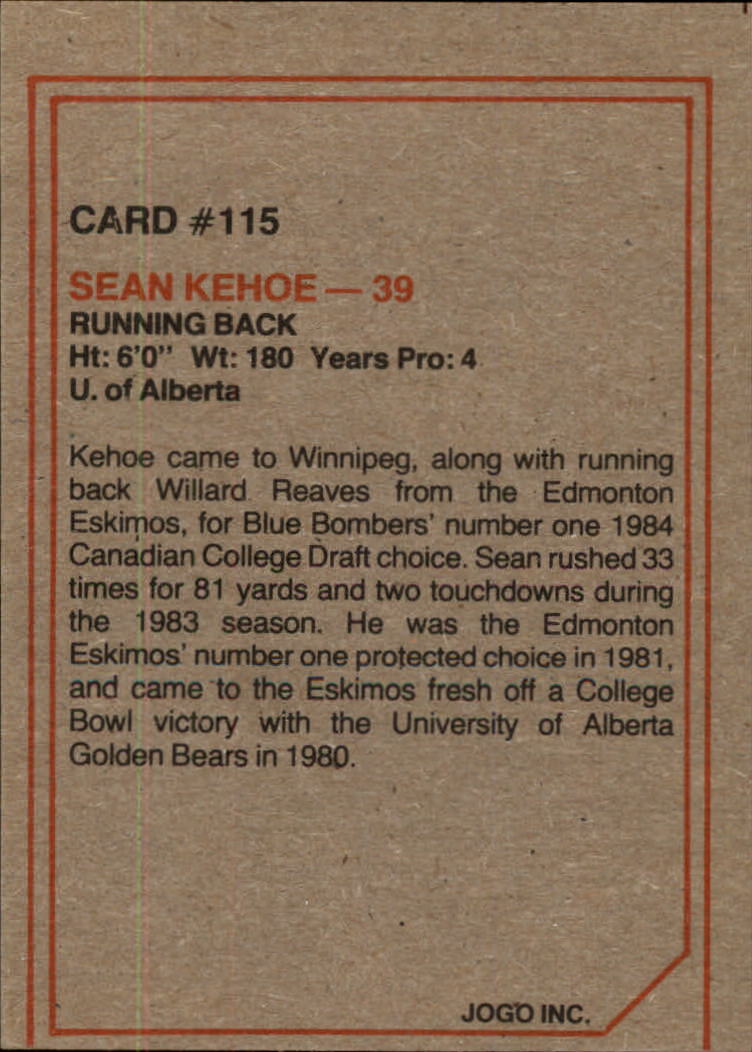 CARD #115
SEAN KEHOE — 39
RUNNING BACK
Ht: 6'0" Wt: 180 Years Pro: 4
U. of Alberta
Kehoe came to Winnipeg, along with running
back Willard Reaves from the Edmonton
Eskimos, for Blue Bombers' number one 1984
Canadian College Draft choice. Sean rushed 33
times for 81 yards and two touchdowns during
the 1983 season. He was the Edmonton
Eskimos' number one protected choice in 1981,
and came to the Eskimos fresh off a College
Bowl victory with the University of Alberta
Golden Bears in 1980.
JOGO INC.